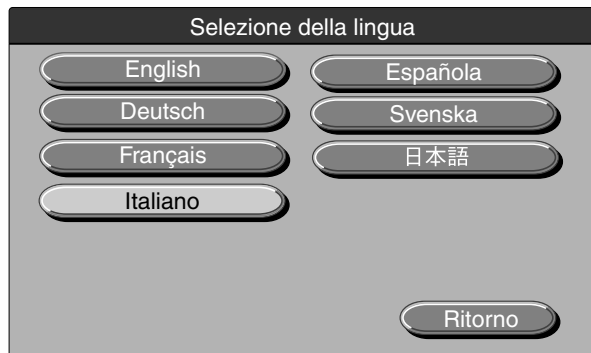 Selezione della lingua
English
Española
Deutsch
Svenska
Français
日本語
Italiano
Ritorno